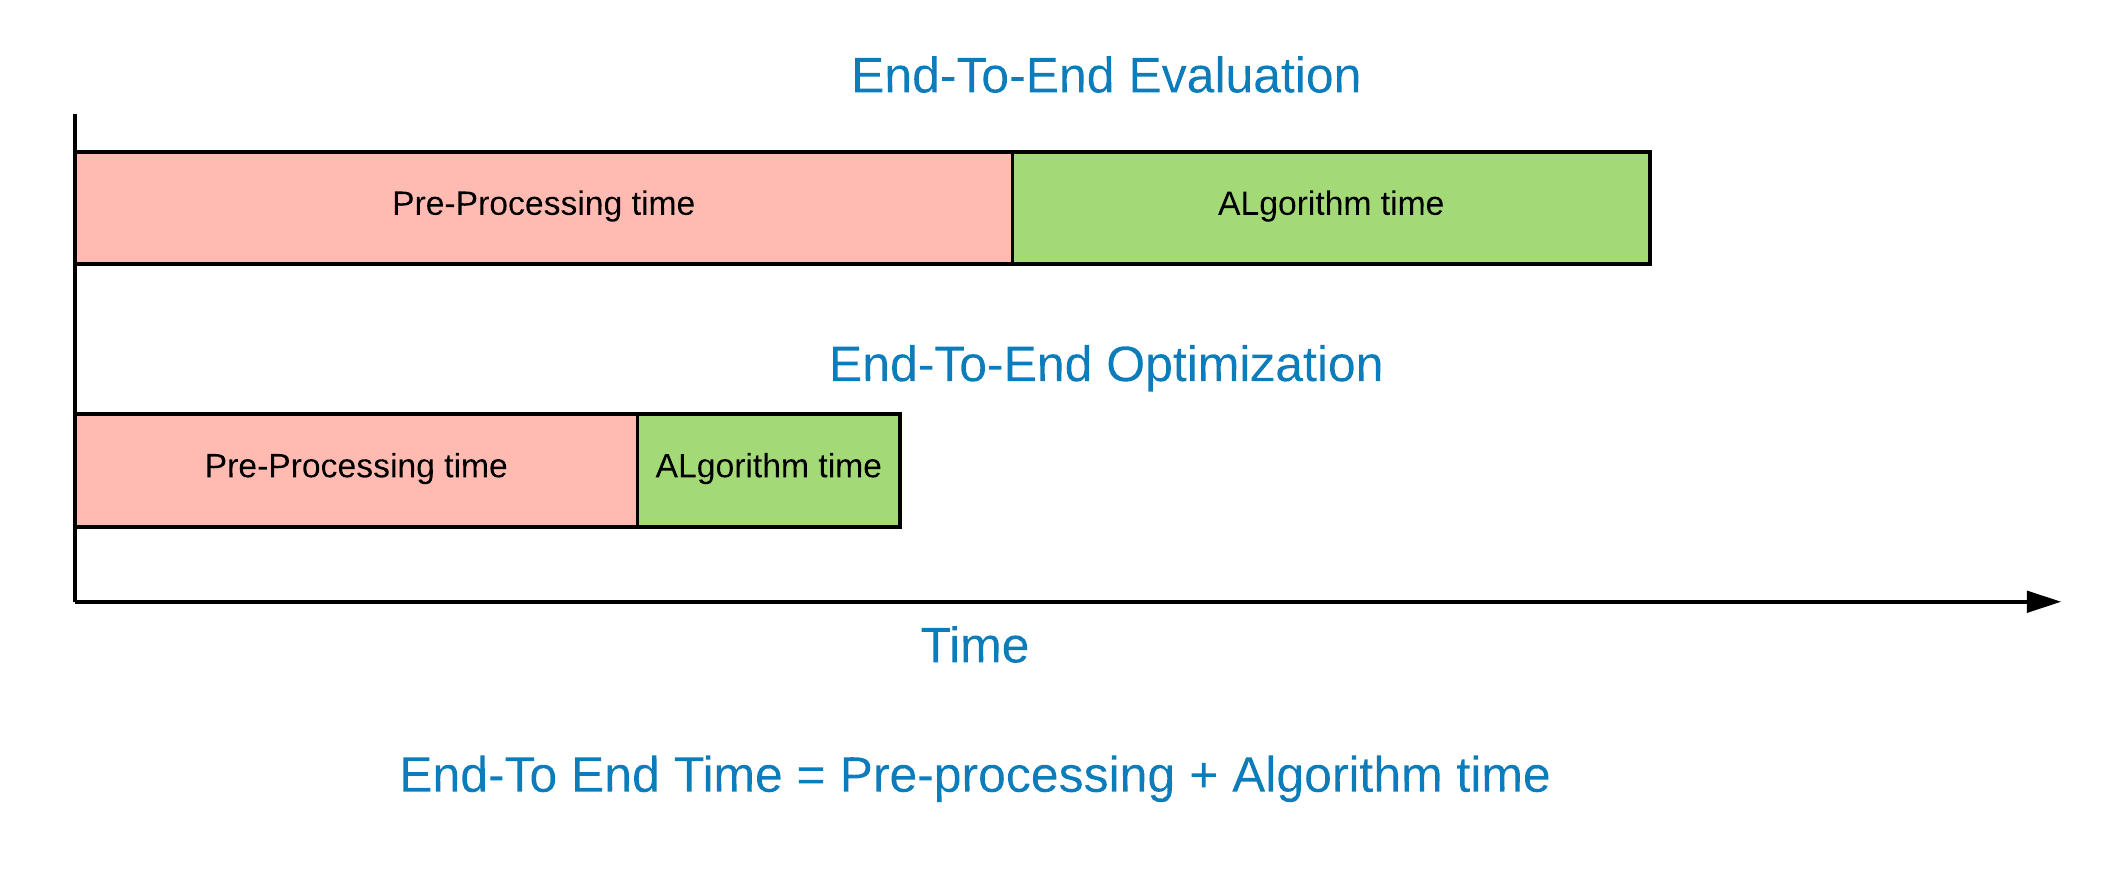 End-To-End Evaluation
Pre-Processing time
ALgorithm time
End-To-End Optimization
Pre-Processing time
ALgorithm time
Time
End-To End Time = Pre-processing + Algorithm time